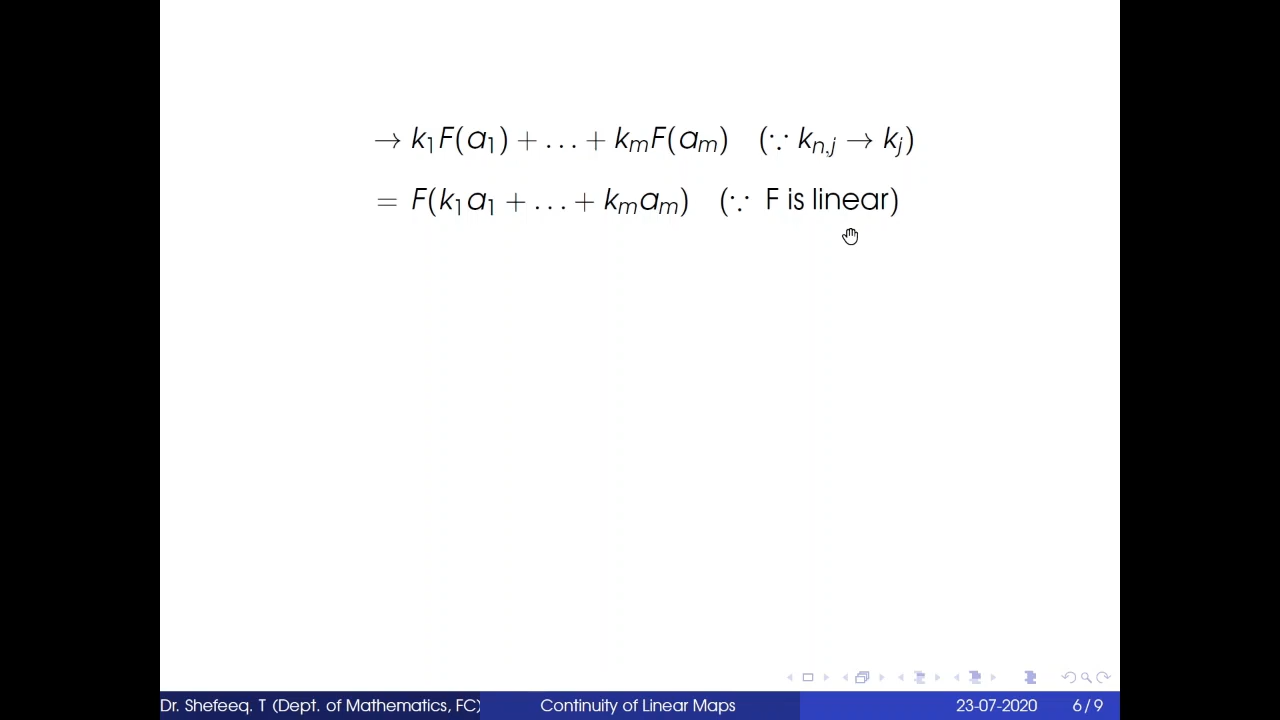 → k₁F(a₁) + … + kₘF(aₘ) (∵ kₙ,ⱼ → kⱼ)
= F(k₁a₁ + … + kₘaₘ) (∵ F is linear)
Dr. Shefeeq. T (Dept. of Mathematics, FC) Continuity of Linear Maps 23-07-2020 6 / 9